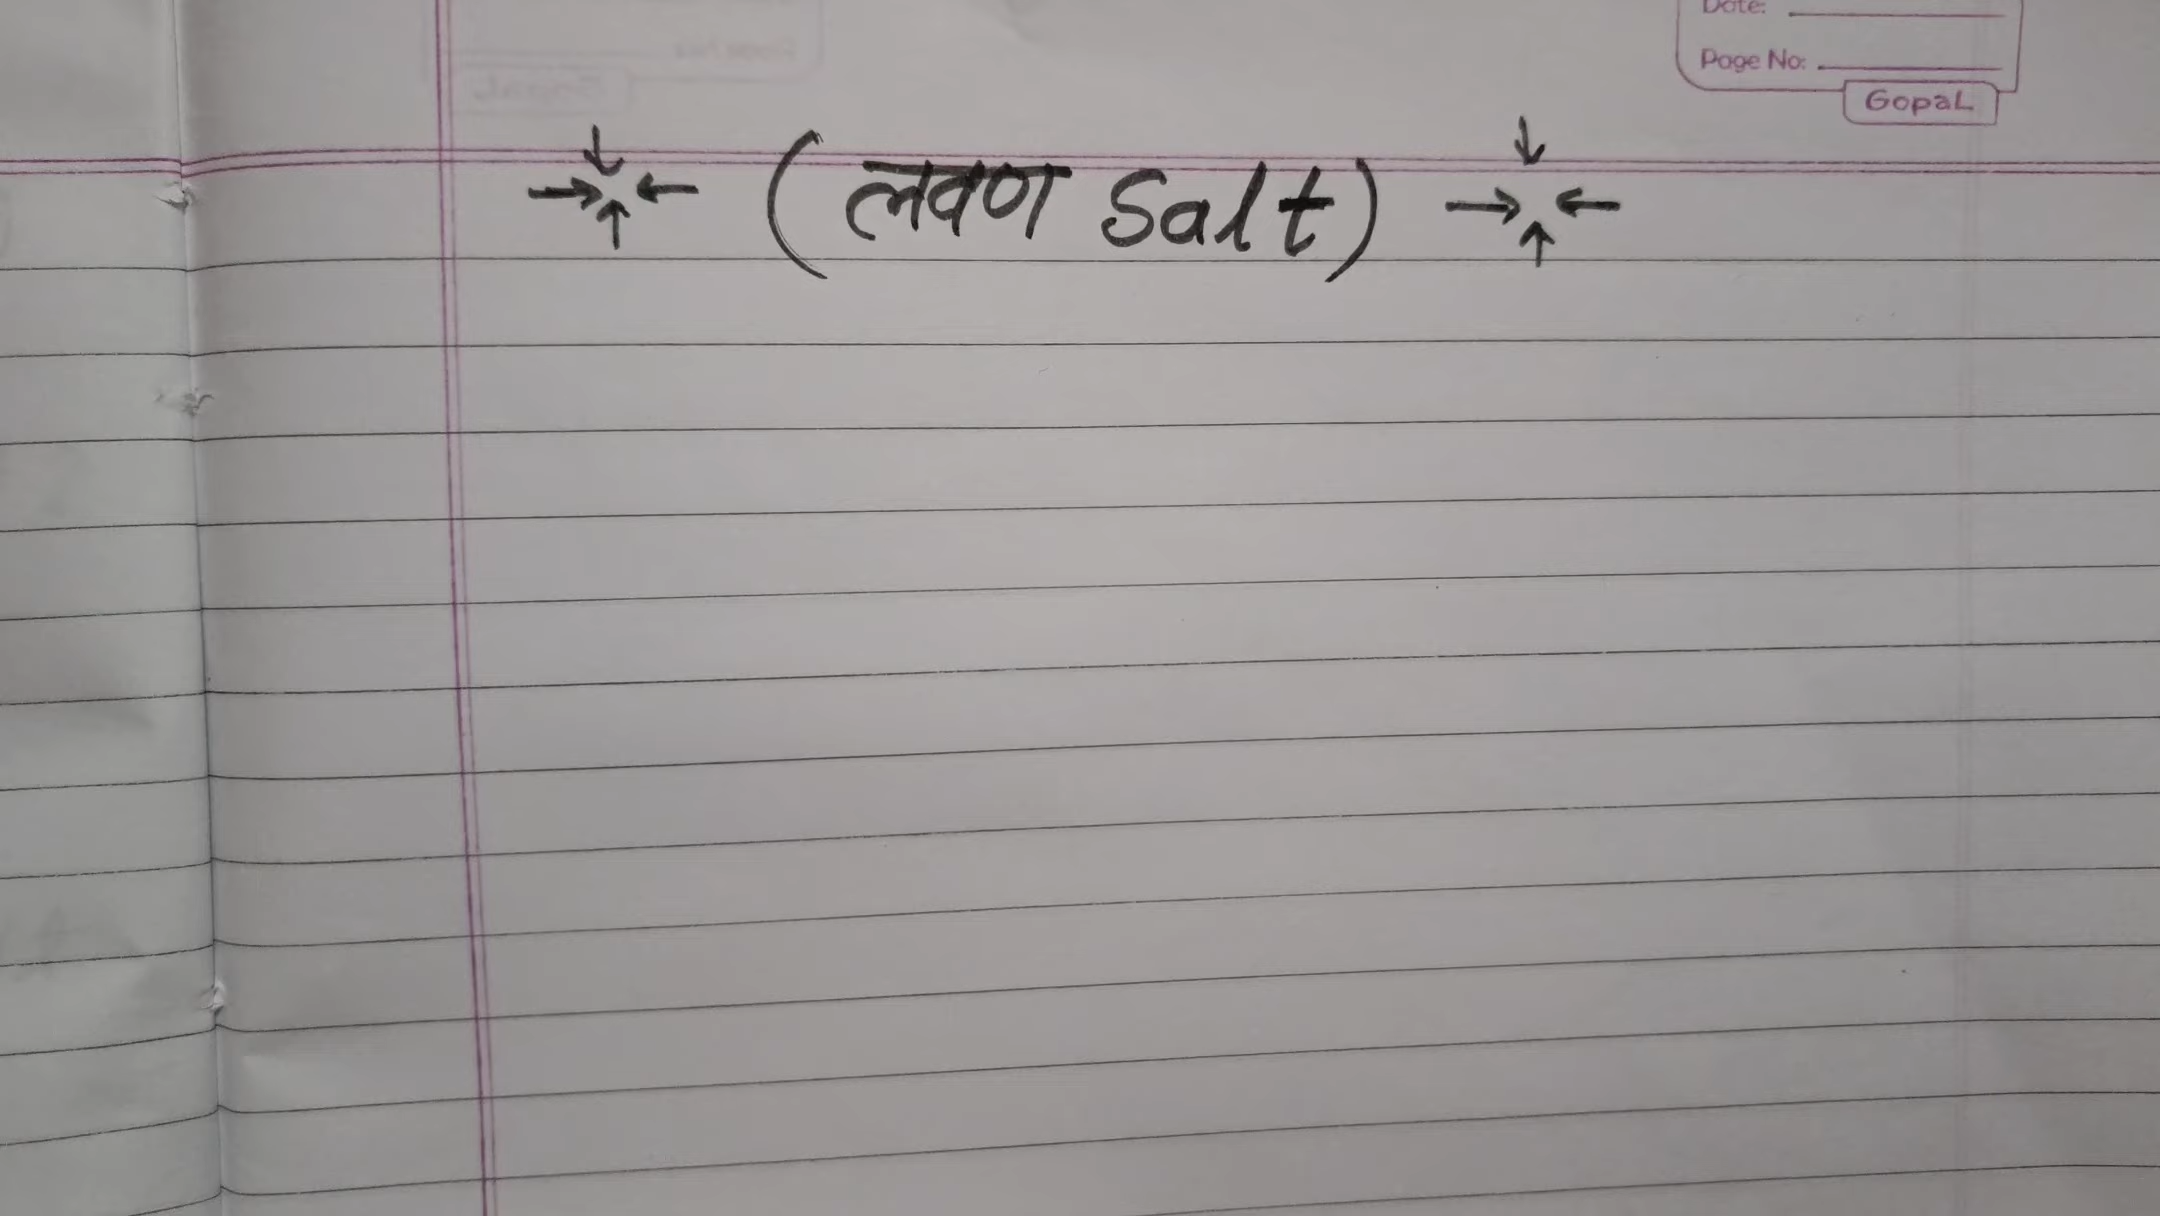 Date:
Page No:
GopaL
→↓↑← (लवण Salt) →↓↑←